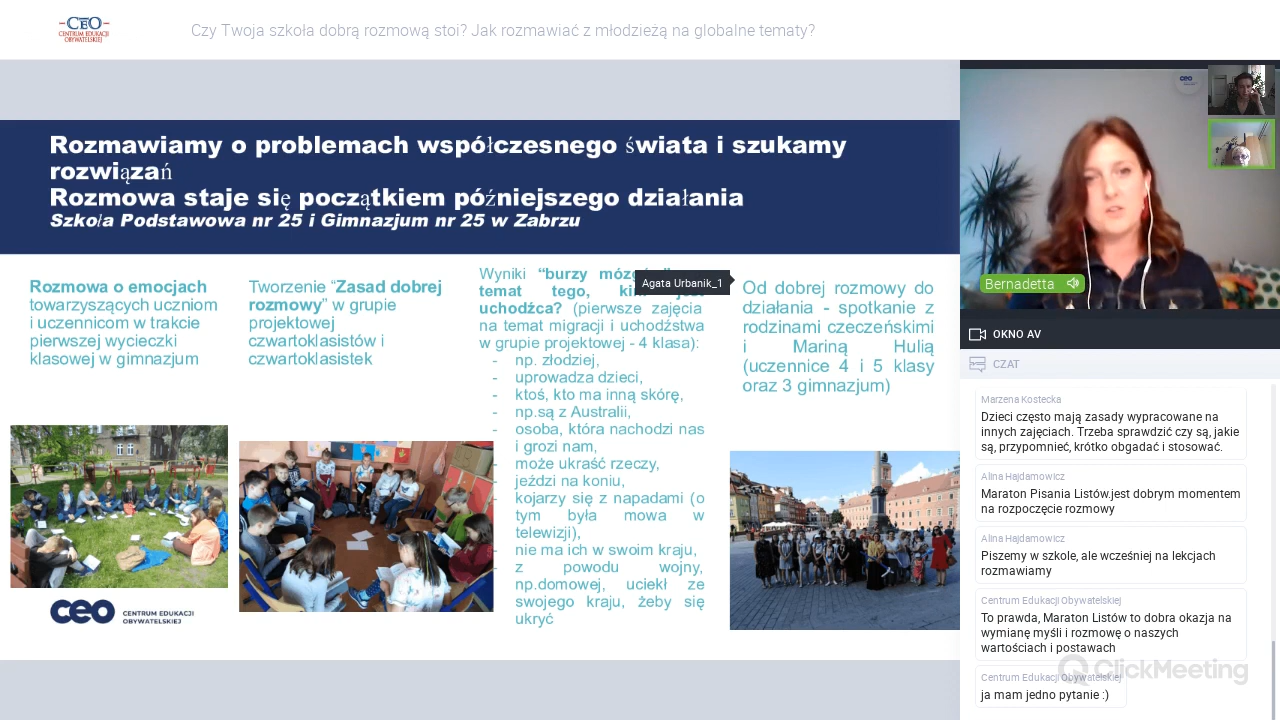 CEO
CENTRUM EDUKACJI
OBYWATELSKIEJ
Czy Twoja szkoła dobrą rozmową stoi? Jak rozmawiać z młodzieżą na globalne tematy?
Rozmawiamy o problemach współczesnego świata i szukamy
rozwiązań
Rozmowa staje się początkiem późniejszego działania
Szkoła Podstawowa nr 25 i Gimnazjum nr 25 w Zabrzu
Rozmowa o emocjach
towarzyszących uczniom
i uczennicom w trakcie
pierwszej wycieczki
klasowej w gimnazjum
Tworzenie “Zasad dobrej
rozmowy” w grupie
projektowej
czwartoklasistów i
czwartoklasistek
Wyniki “burzy
temat tego,
uchodźca? (pierwsze zajęcia
na temat migracji i uchodźstwa
w grupie projektowej - 4 klasa):
- np. złodziej,
- uprowadza dzieci,
- ktoś, kto ma inną skórę,
- np.są z Australii,
- osoba, która nachodzi nas
i grozi nam,
- może ukraść rzeczy,
- jeździ na koniu,
- kojarzy się z napadami (o
tym była mowa w
telewizji),
- nie ma ich w swoim kraju,
- z powodu wojny,
np.domowej, uciekł ze
swojego kraju, żeby się
ukryć
Agata Urbanik_1
Od dobrej rozmowy do
działania - spotkanie z
rodzinami czeczeńskimi
i Mariną Hulią
(uczennice 4 i 5 klasy
oraz 3 gimnazjum)
ceo CENTRUM EDUKACJI
OBYWATELSKIEJ
ceo
Bernadetta
OKNO AV
CZAT
Marzena Kostecka
Dzieci często mają zasady wypracowane na
innych zajęciach. Trzeba sprawdzić czy są, jakie
są, przypomnieć, krótko obgadać i stosować.
Alina Hajdamowicz
Maraton Pisania Listów.jest dobrym momentem
na rozpoczęcie rozmowy
Alina Hajdamowicz
Piszemy w szkole, ale wcześniej na lekcjach
rozmawiamy
Centrum Edukacji Obywatelskiej
To prawda, Maraton Listów to dobra okazja na
wymianę myśli i rozmowę o naszych
wartościach i postawach
Centrum Edukacji Obywatelskiej
ja mam jedno pytanie :)
ClickMeeting